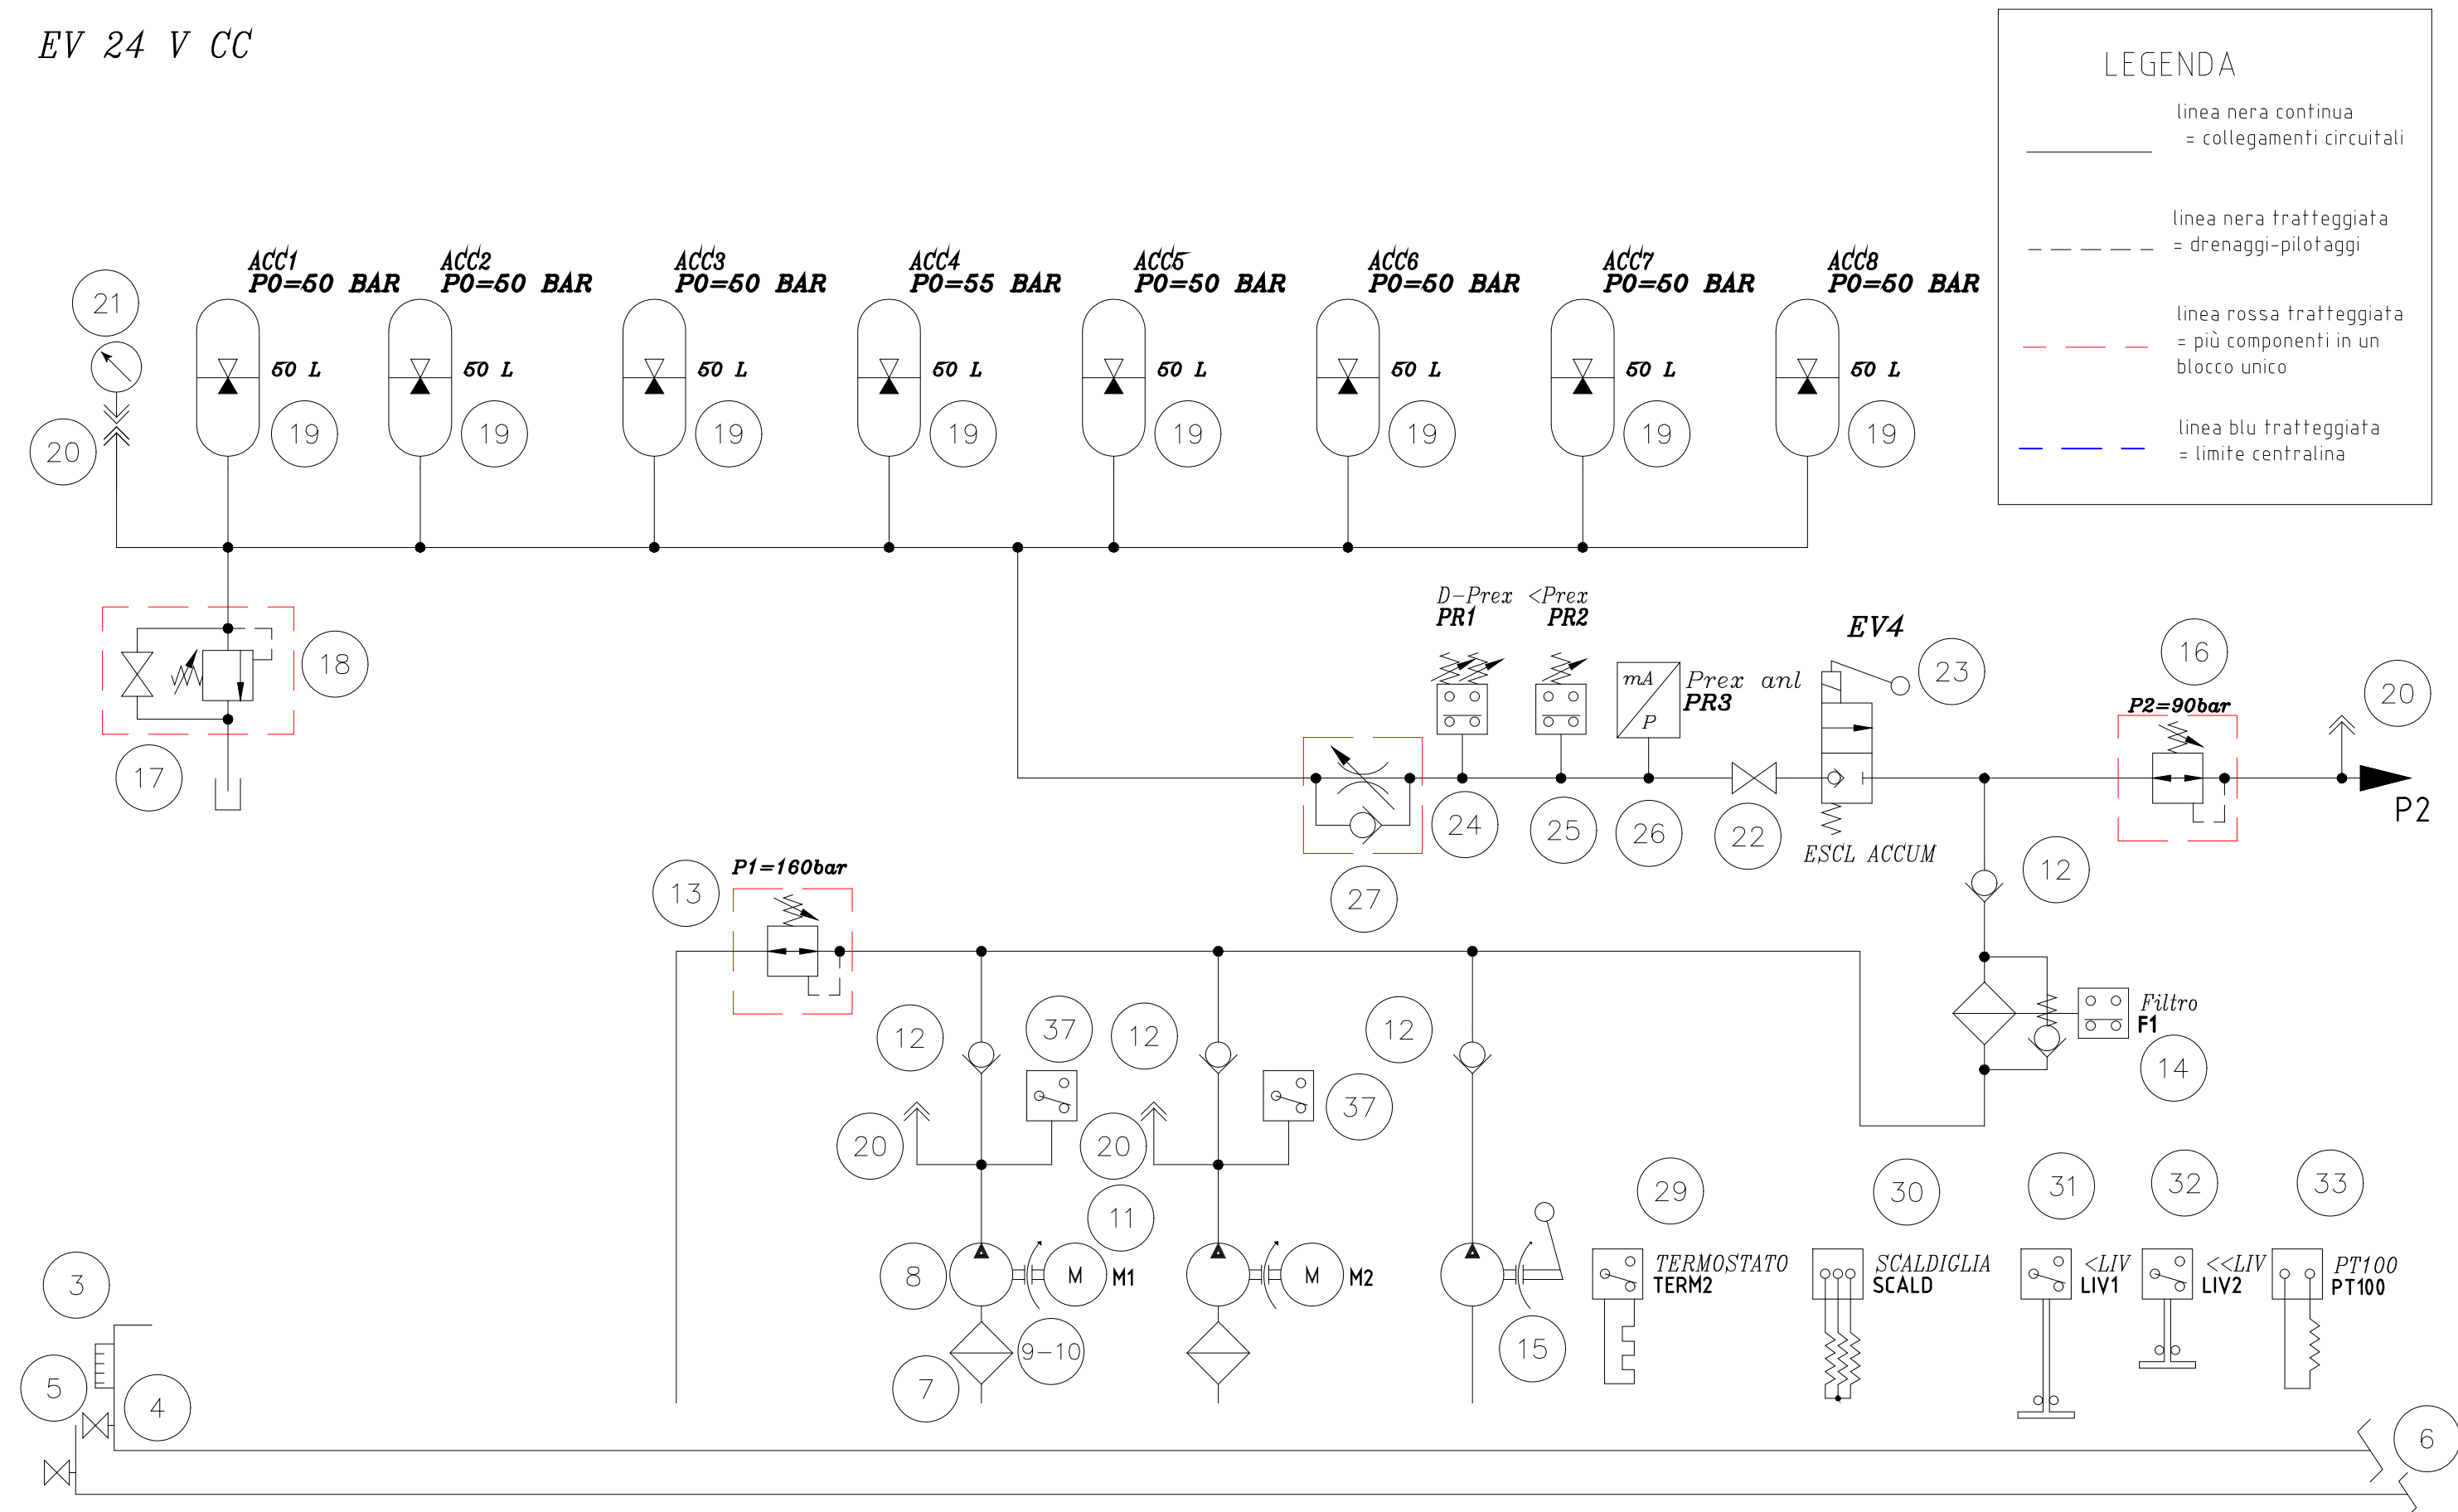 EV 24 V CC
LEGENDA
linea nera continua
= collegamenti circuitali
linea nera tratteggiata
= drenaggi-pilotaggi
linea rossa tratteggiata
= più componenti in un
blocco unico
linea blu tratteggiata
= limite centralina
ACC1
P0=50 BAR
ACC2
P0=50 BAR
ACC3
P0=50 BAR
ACC4
P0=55 BAR
ACC5
P0=50 BAR
ACC6
P0=50 BAR
ACC7
P0=50 BAR
ACC8
P0=50 BAR
21
50 L
50 L
50 L
50 L
50 L
50 L
50 L
50 L
20
19
19
19
19
19
19
19
19
18
17
D-Prex
PR1
<Prex
PR2
mA
P
Prex anl
PR3
EV4
23
16
P2=90bar
20
P2
24
25
26
22
ESCL ACCUM
27
12
13
P1=160bar
12
37
12
37
12
Filtro
F1
14
20
20
11
8
M
M1
M
M2
9-10
7
15
29
TERMOSTATO
TERM2
30
SCALDIGLIA
SCALD
31
<LIV
LIV1
32
<<LIV
LIV2
33
PT100
PT100
3
5
4
6